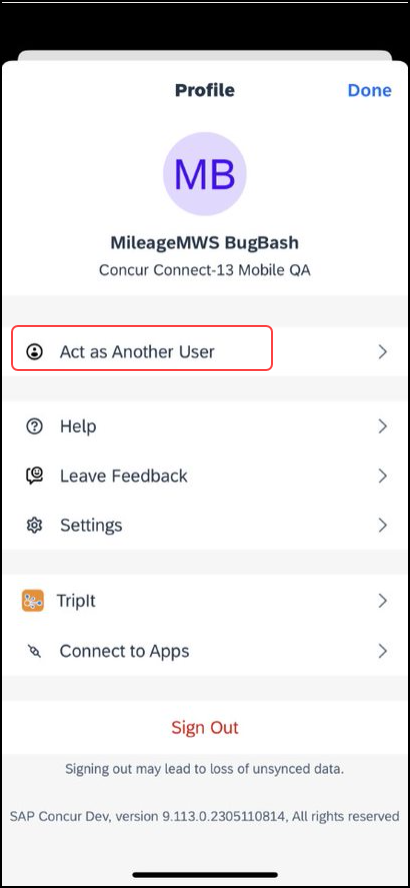 Profile
Done
MB
MileageMWS BugBash
Concur Connect-13 Mobile QA
Act as Another User
Help
Leave Feedback
Settings
TripIt
Connect to Apps
Sign Out
Signing out may lead to loss of unsynced data.
SAP Concur Dev, version 9.113.0.2305110814, All rights reserved